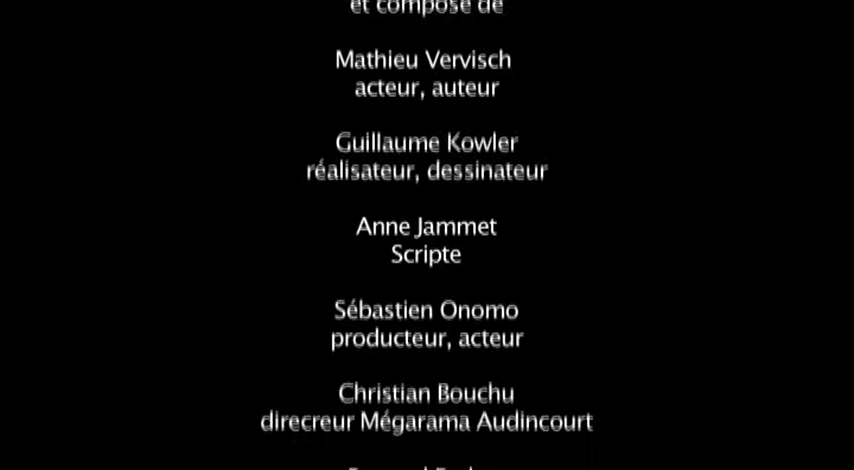 et composé de
Mathieu Vervisch
acteur, auteur
Guillaume Kowler
réalisateur, dessinateur
Anne Jammet
Scripte
Sébastien Onomo
producteur, acteur
Christian Bouchu
direcreur Mégarama Audincourt